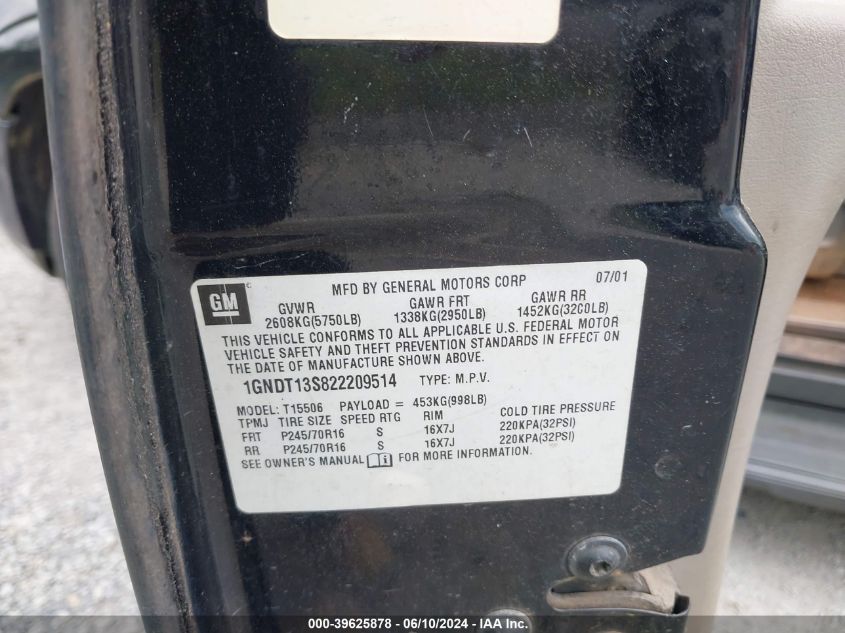 MFD BY GENERAL MOTORS CORP 07/01
GM
GVWR GAWR FRT GAWR RR
2608KG(5750LB) 1338KG(2950LB) 1452KG(3200LB)
THIS VEHICLE CONFORMS TO ALL APPLICABLE U.S. FEDERAL MOTOR
VEHICLE SAFETY AND THEFT PREVENTION STANDARDS IN EFFECT ON
THE DATE OF MANUFACTURE SHOWN ABOVE.
1GNDT13S822209514 TYPE: M.P.V.
MODEL: T15506 PAYLOAD = 453KG(998LB)
TPMJ TIRE SIZE SPEED RTG RIM COLD TIRE PRESSURE
FRT P245/70R16 S 16X7J 220KPA(32PSI)
RR P245/70R16 S 16X7J 220KPA(32PSI)
SEE OWNER'S MANUAL FOR MORE INFORMATION.
000-39625878 - 06/10/2024 - IAA Inc.